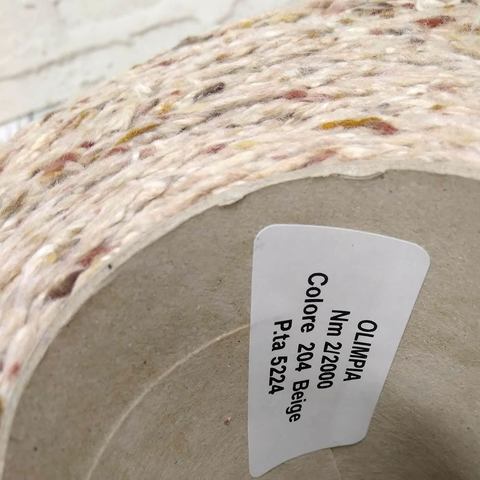 OLIMPIA
Nm 2/2000
Colore 204 Beige
P.ta 5224